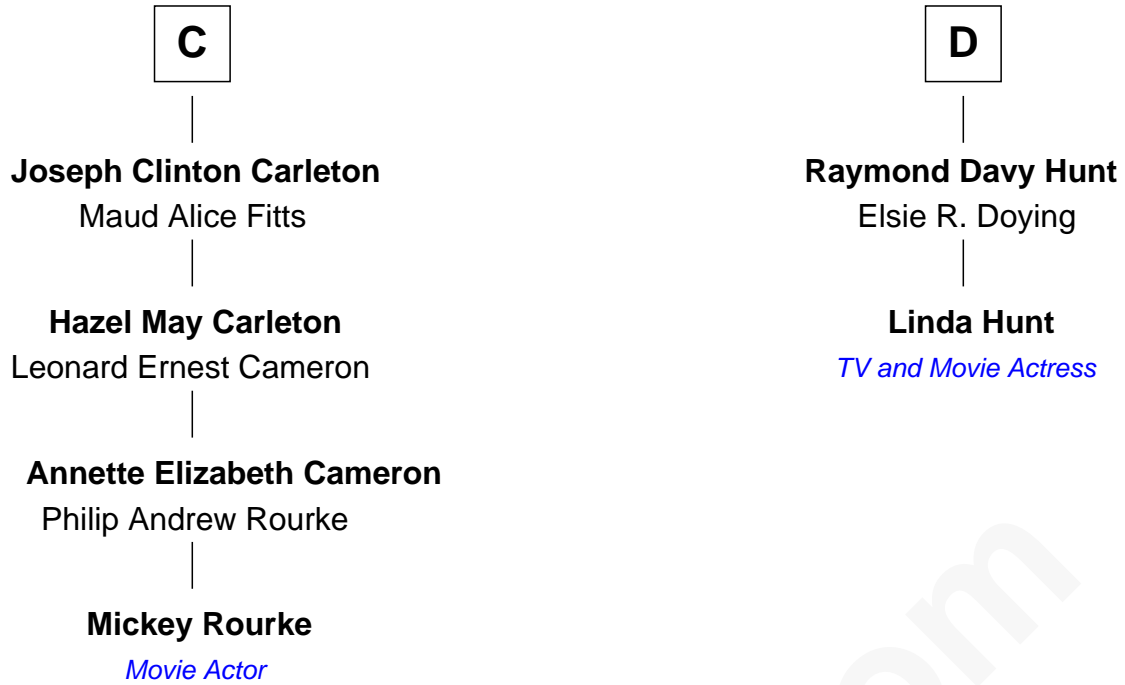 C
Joseph Clinton Carleton
Maud Alice Fitts
Hazel May Carleton
Leonard Ernest Cameron
Annette Elizabeth Cameron
Philip Andrew Rourke
Mickey Rourke
Movie Actor
D
Raymond Davy Hunt
Elsie R. Doying
Linda Hunt
TV and Movie Actress
om